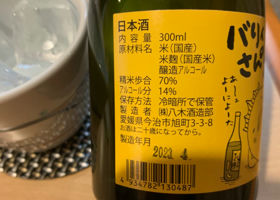 日本酒
300ml
原材料名 米(国産)
米麹(国産米)
醸造アルコール
精米歩合 70%
アルコール分 14%
保存方法 冷暗所で保管
製造者 ㈱八木酒造部
愛媛県今治市旭町3-3-8
お酒は二十歳になってから。
製造年月
2023. 4
4 934782 130487
バリ
さん